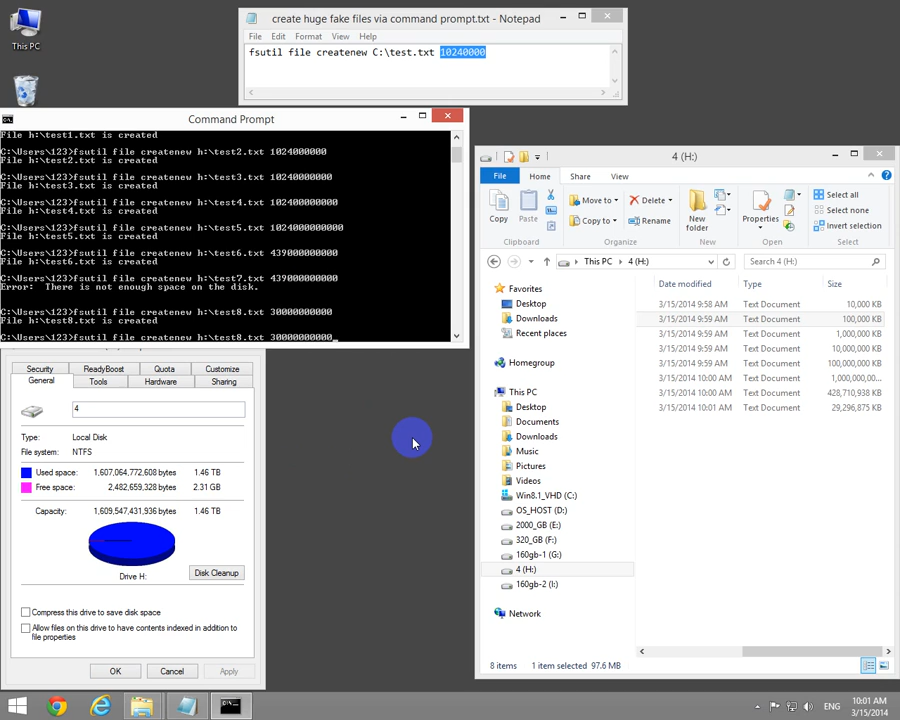 This PC
create huge fake files via command prompt.txt - Notepad
File Edit Format View Help
fsutil file createnew C:\test.txt 10240000
Command Prompt
File h:\test1.txt is created
C:\Users\123>fsutil file createnew h:\test2.txt 1024000000
File h:\test2.txt is created
C:\Users\123>fsutil file createnew h:\test3.txt 10240000000
File h:\test3.txt is created
C:\Users\123>fsutil file createnew h:\test4.txt 102400000000
File h:\test4.txt is created
C:\Users\123>fsutil file createnew h:\test5.txt 1024000000000
File h:\test5.txt is created
C:\Users\123>fsutil file createnew h:\test6.txt 439000000000
File h:\test6.txt is created
C:\Users\123>fsutil file createnew h:\test7.txt 439000000000
Error: There is not enough space on the disk.
C:\Users\123>fsutil file createnew h:\test8.txt 30000000000
File h:\test8.txt is created
C:\Users\123>fsutil file createnew h:\test8.txt 30000000000_
Security ReadyBoost Quota Customize
General Tools Hardware Sharing
4
Type: Local Disk
File system: NTFS
Used space: 1,607,064,772,608 bytes 1.46 TB
Free space: 2,482,659,328 bytes 2.31 GB
Capacity: 1,609,547,431,936 bytes 1.46 TB
Drive H: Disk Cleanup
Compress this drive to save disk space
Allow files on this drive to have contents indexed in addition to
file properties
OK Cancel Apply
4 (H:)
File Home Share View
Copy Paste Move to Copy to Delete Rename New folder Properties Select all Select none Invert selection
Clipboard Organize New Open Select
This PC 4 (H:) Search 4 (H:)
Favorites
Desktop
Downloads
Recent places
Homegroup
This PC
Desktop
Documents
Downloads
Music
Pictures
Videos
Win8.1_VHD (C:)
OS_HOST (D:)
2000_GB (E:)
320_GB (F:)
160gb-1 (G:)
4 (H:)
160gb-2 (I:)
Network
Date modified Type Size
3/15/2014 9:58 AM Text Document 10,000 KB
3/15/2014 9:59 AM Text Document 100,000 KB
3/15/2014 9:59 AM Text Document 1,000,000 KB
3/15/2014 9:59 AM Text Document 10,000,000 KB
3/15/2014 9:59 AM Text Document 100,000,000 KB
3/15/2014 10:00 AM Text Document 1,000,000,00...
3/15/2014 10:00 AM Text Document 428,710,938 KB
3/15/2014 10:01 AM Text Document 29,296,875 KB
8 items 1 item selected 97.6 MB
ENG
10:01 AM
3/15/2014